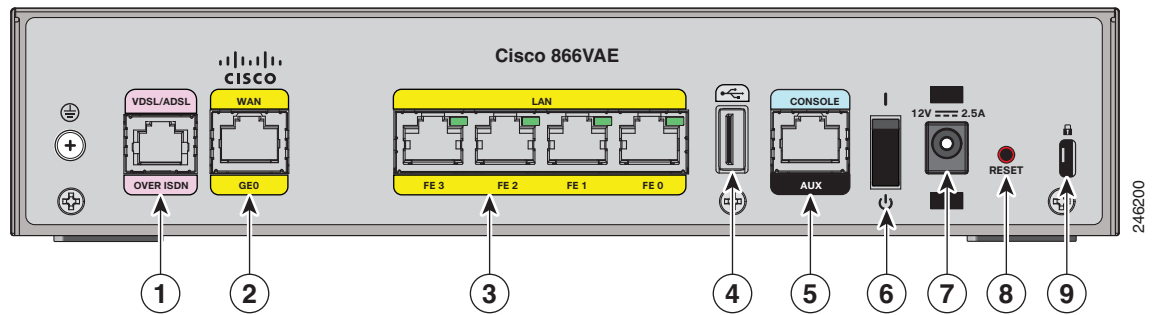 Cisco 866VAE
CISCO
VDSL/ADSL
OVER ISDN
WAN
GE0
LAN
FE 3
FE 2
FE 1
FE 0
CONSOLE
AUX
12V
2.5A
RESET
246200
1
2
3
4
5
6
7
8
9